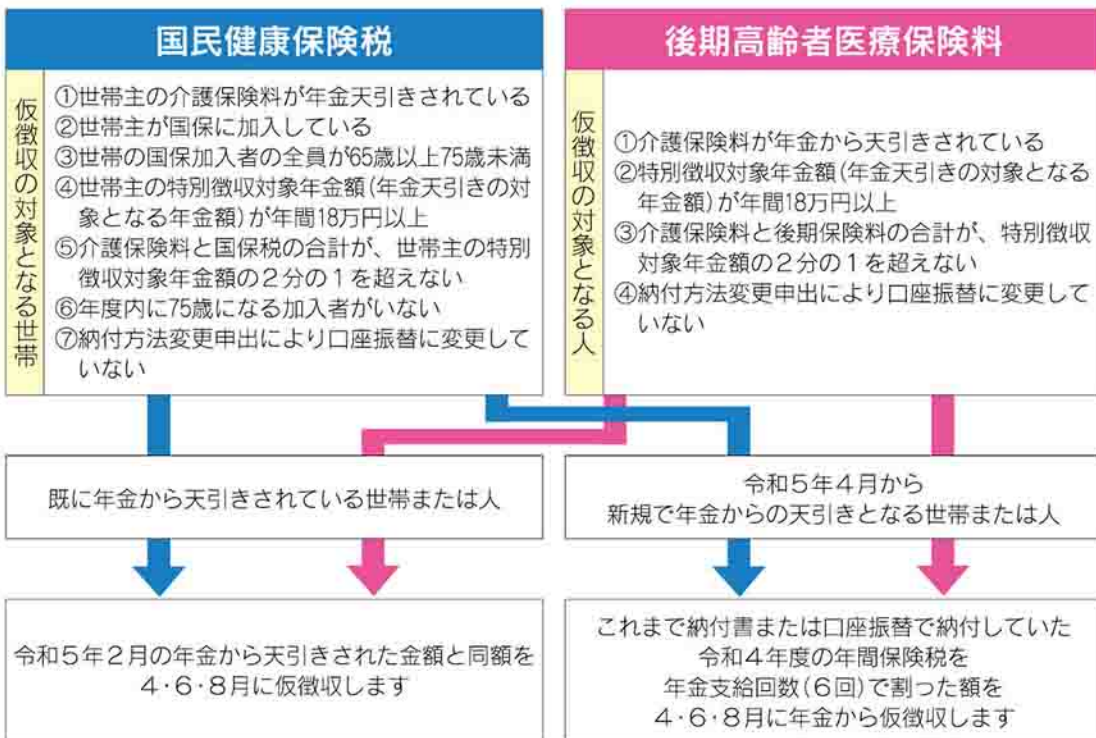 国民健康保険税
仮徴収の対象となる世帯
①世帯主の介護保険料が年金天引きされている
②世帯主が国保に加入している
③世帯の国保加入者の全員が65歳以上75歳未満
④世帯主の特別徴収対象年金額(年金天引きの対
象となる年金額)が年間18万円以上
⑤介護保険料と国保税の合計が、世帯主の特別
徴収対象年金額の2分の1を超えない
⑥年度内に75歳になる加入者がいない
⑦納付方法変更申出により口座振替に変更して
いない
後期高齢者医療保険料
仮徴収の対象となる人
①介護保険料が年金から天引きされている
②特別徴収対象年金額(年金天引きの対象となる
年金額)が年間18万円以上
③介護保険料と後期保険料の合計が、特別徴収
対象年金額の2分の1を超えない
④納付方法変更申出により口座振替に変更して
いない
既に年金から天引きされている世帯または人
令和5年4月から
新規で年金からの天引きとなる世帯または人
令和5年2月の年金から天引きされた金額と同額を
4・6・8月に仮徴収します
これまで納付書または口座振替で納付していた
令和4年度の年間保険税を
年金支給回数(6回)で割った額を
4・6・8月に年金から仮徴収します